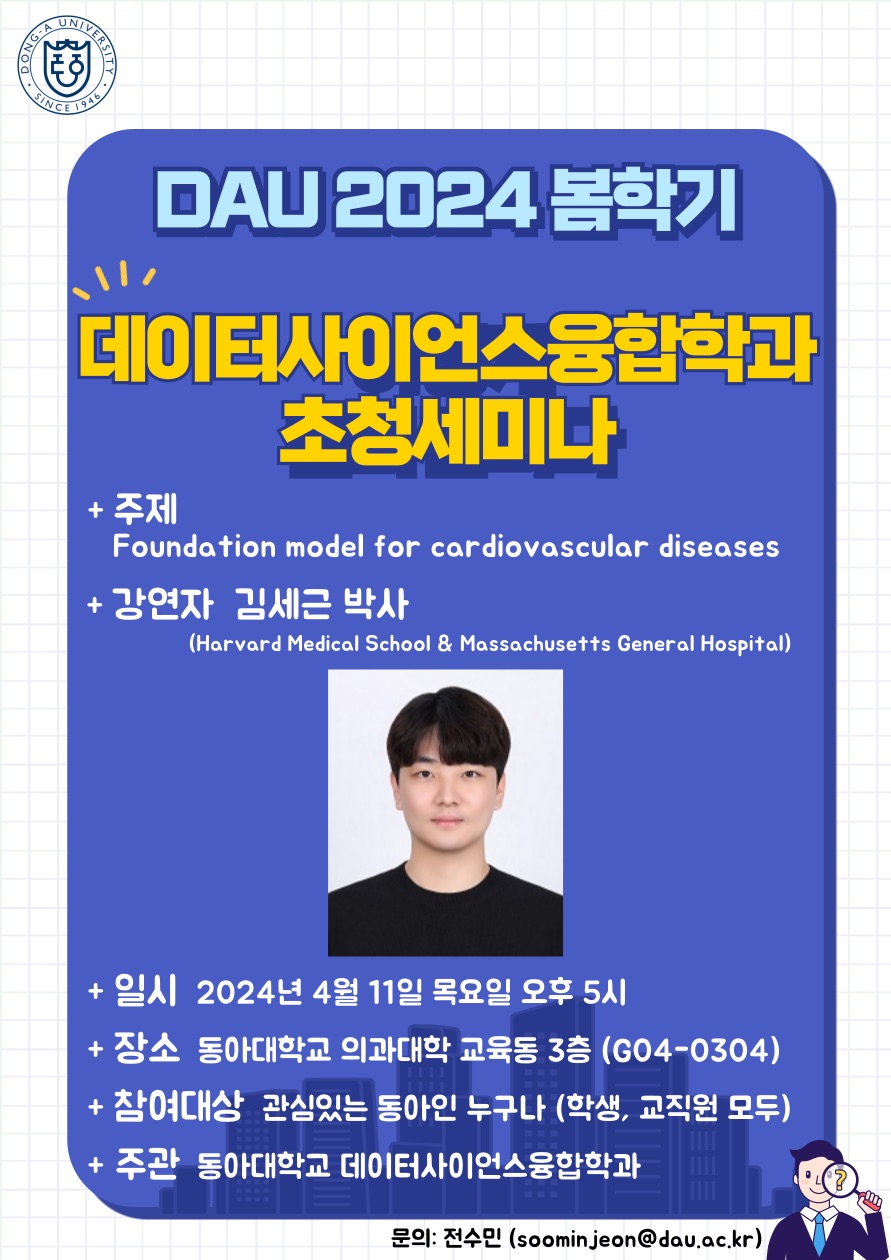 DONG-A UNIVERSITY
SINCE 1946
DAU 2024 봄학기
데이터사이언스융합학과
초청세미나
+ 주제
Foundation model for cardiovascular diseases
+ 강연자 김세근 박사
(Harvard Medical School & Massachusetts General Hospital)
+ 일시 2024년 4월 11일 목요일 오후 5시
+ 장소 동아대학교 의과대학 교육동 3층 (G04-0304)
+ 참여대상 관심있는 동아인 누구나 (학생, 교직원 모두)
+ 주관 동아대학교 데이터사이언스융합학과
?
문의: 전수민 (soominjeon@dau.ac.kr)